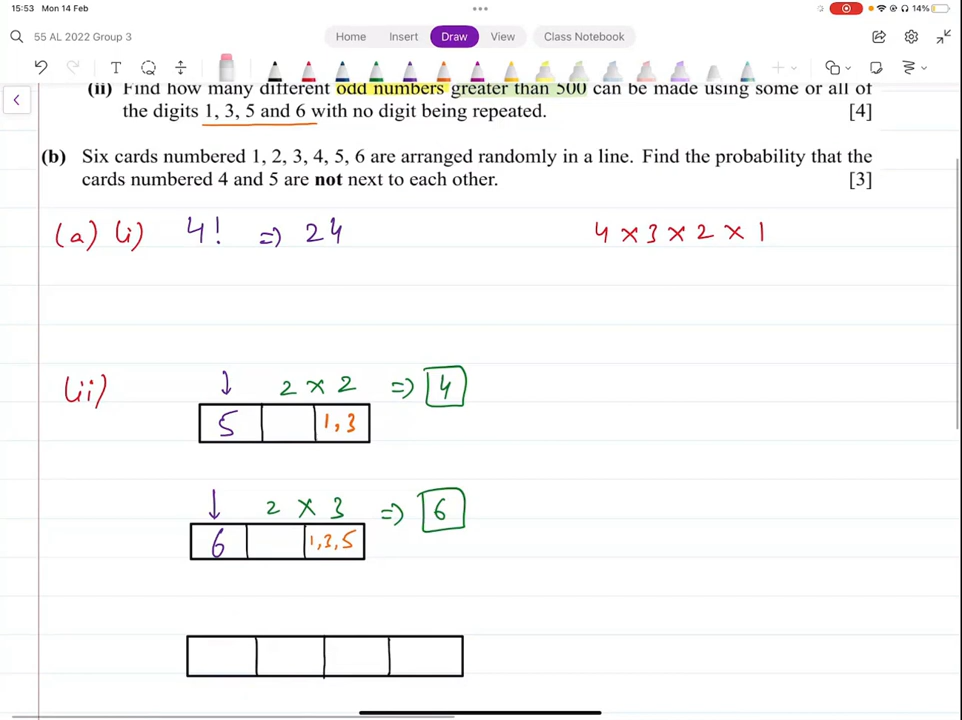 15:53 Mon 14 Feb
14%
55 AL 2022 Group 3
Home Insert Draw View Class Notebook
(ii) Find how many different odd numbers greater than 500 can be made using some or all of
the digits 1, 3, 5 and 6 with no digit being repeated. [4]
(b) Six cards numbered 1, 2, 3, 4, 5, 6 are arranged randomly in a line. Find the probability that the
cards numbered 4 and 5 are not next to each other. [3]
(a) (i) 4! => 24 4 × 3 × 2 × 1
(ii) ↓ 2 × 2 => 4
5 1,3
↓ 2 × 3 => 6
6 1,3,5